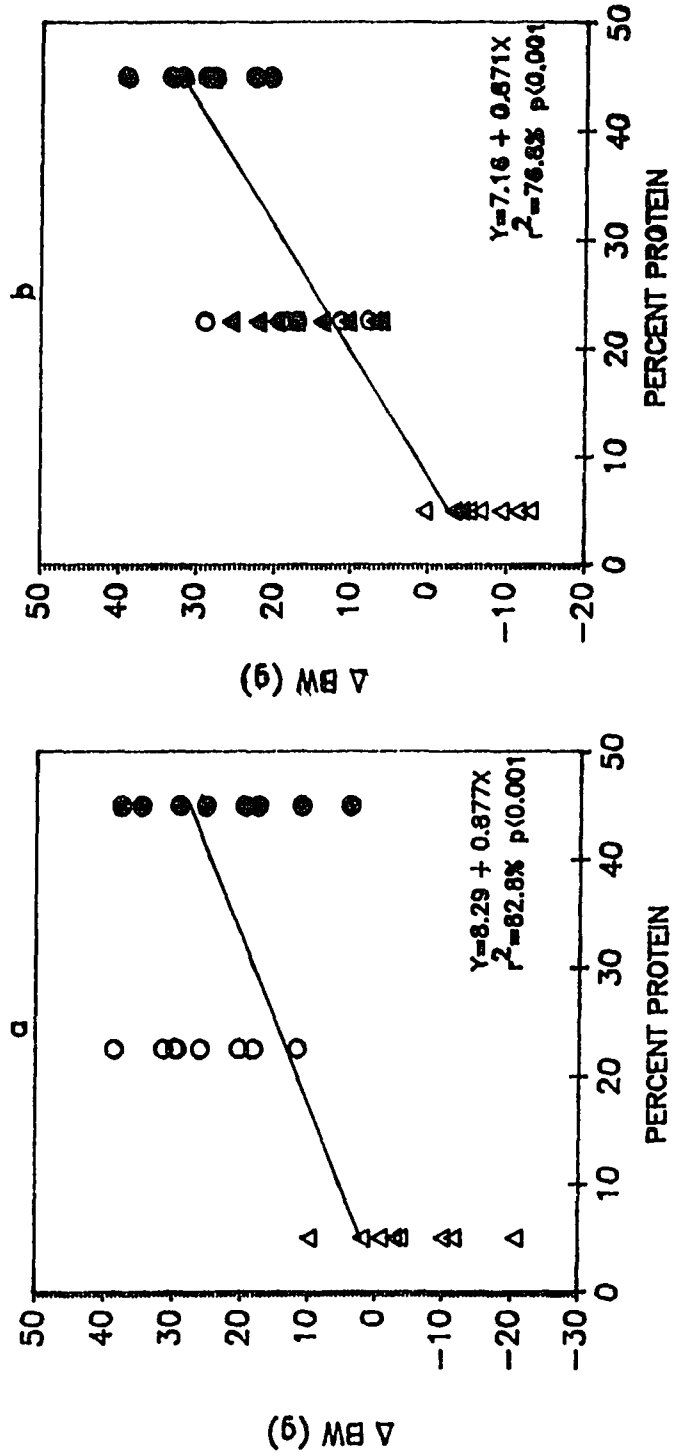 a
50
40
30
20
10
0
-10
-20
-30
Δ BW (g)
Y=8.29 + 0.877X
r²=82.8% p<0.001
0 10 20 30 40 50
PERCENT PROTEIN
b
50
40
30
20
10
0
-10
-20
Δ BW (g)
Y=7.16 + 0.871X
r²=76.8% p<0.001
0 10 20 30 40 50
PERCENT PROTEIN